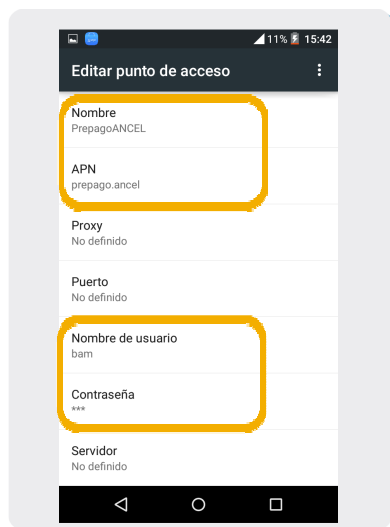 11% 15:42
Editar punto de acceso
Nombre
PrepagoANCEL
APN
prepago.ancel
Proxy
No definido
Puerto
No definido
Nombre de usuario
bam
Contraseña
***
Servidor
No definido